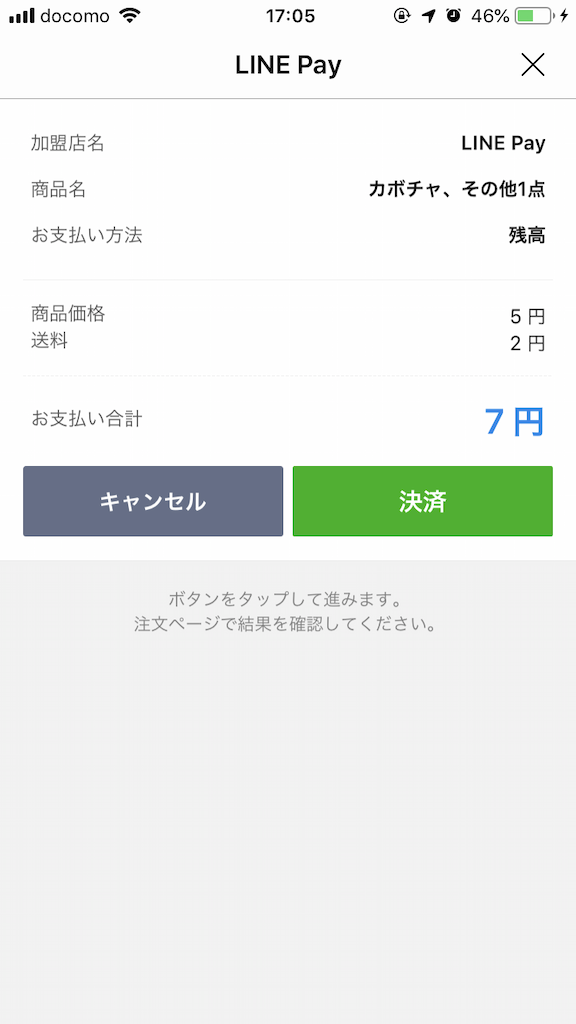 docomo 17:05 46%
LINE Pay
加盟店名 LINE Pay
商品名 カボチャ、その他1点
お支払い方法 残高
商品価格 5 円
送料 2 円
お支払い合計 7 円
キャンセル 決済
ボタンをタップして進みます。
注文ページで結果を確認してください。